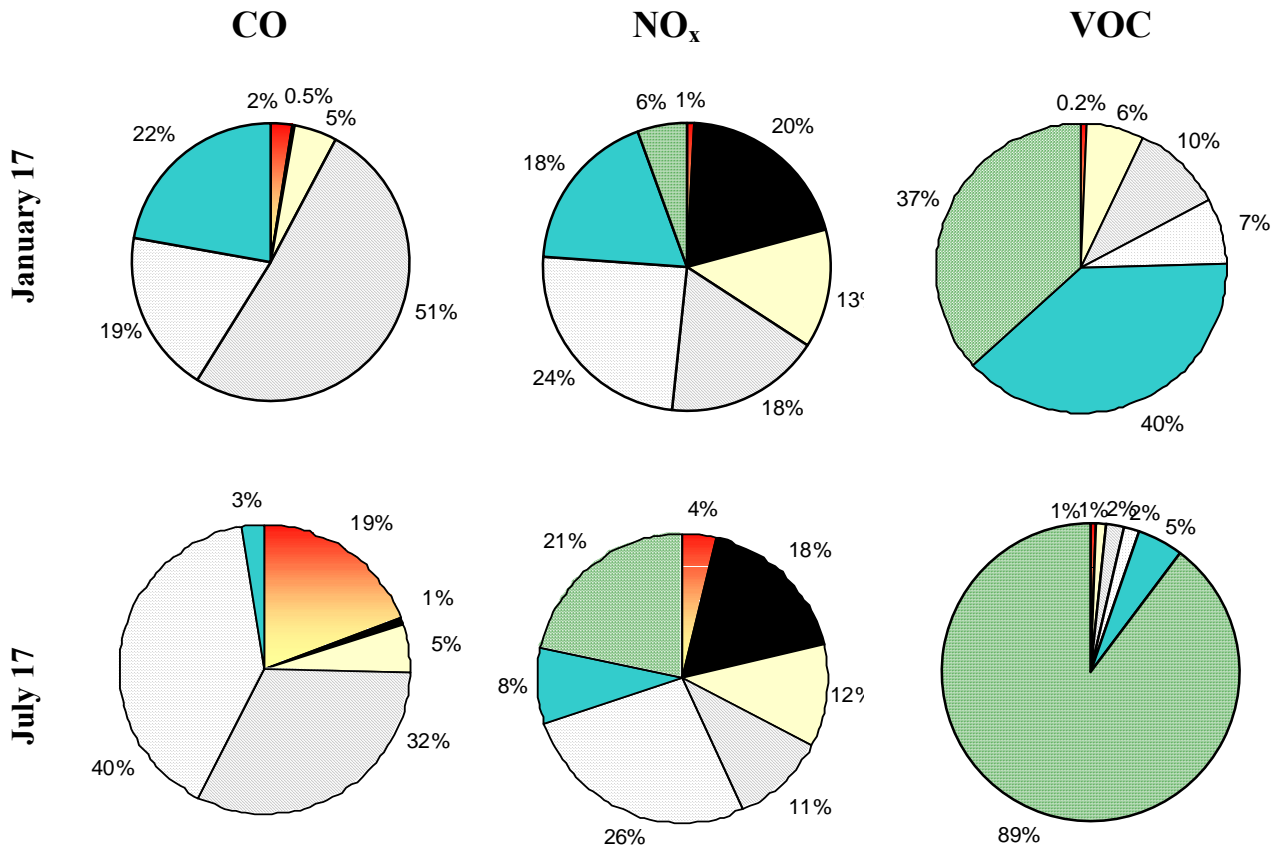 CO NOx VOC
January 17
2% 0.5% 5% 51% 19% 22%
1% 20% 13% 18% 24% 18% 6%
0.2% 6% 10% 7% 40% 37%
July 17
19% 1% 5% 32% 40% 3%
4% 18% 12% 11% 26% 8% 21%
1% 1% 2% 2% 5% 89%